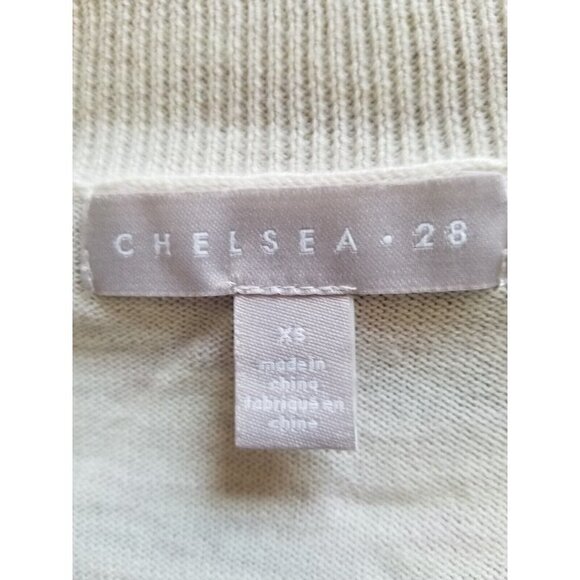 CHELSEA • 28
XS
made in
china
fabriqué en
chine